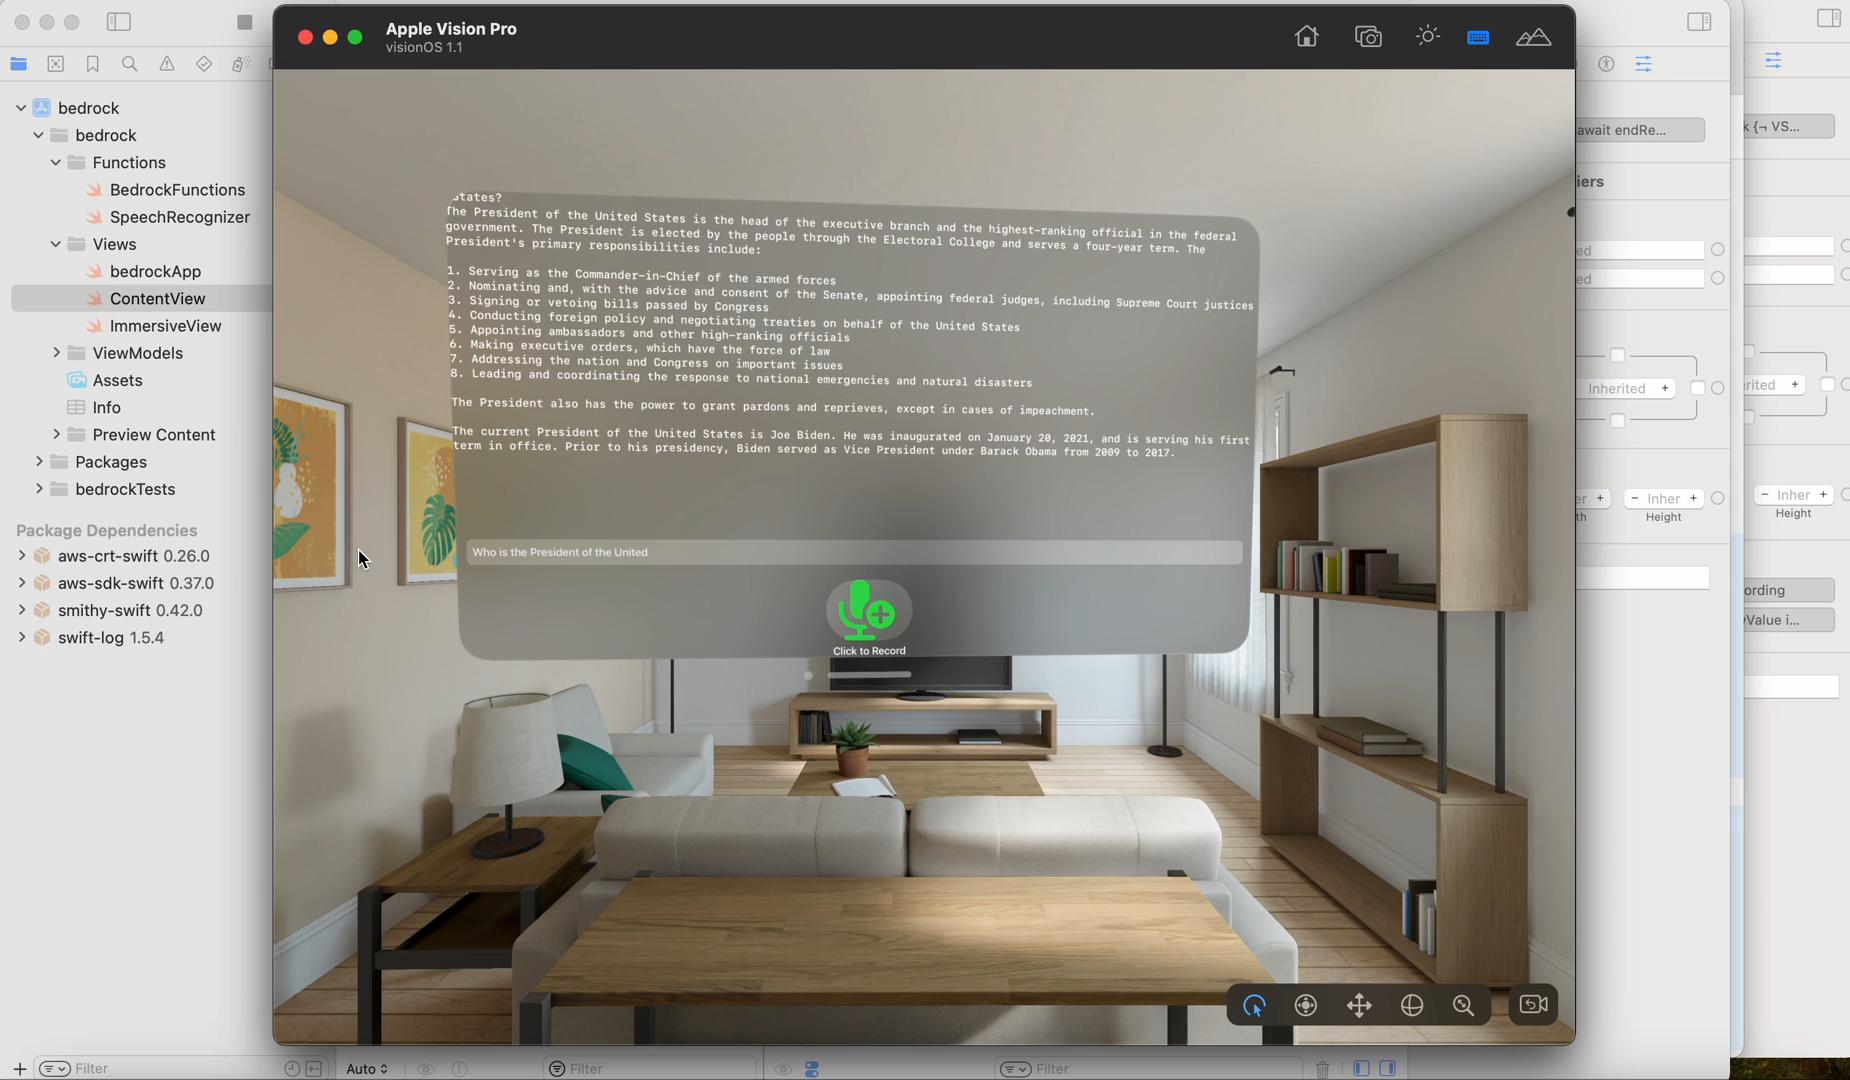 Apple Vision Pro
visionOS 1.1
bedrock
bedrock
Functions
BedrockFunctions
SpeechRecognizer
Views
bedrockApp
ContentView
ImmersiveView
ViewModels
Assets
Info
Preview Content
Packages
bedrockTests
Package Dependencies
aws-crt-swift 0.26.0
aws-sdk-swift 0.37.0
smithy-swift 0.42.0
swift-log 1.5.4
Filter
States?
The President of the United States is the head of the executive branch and the highest-ranking official in the federal
government. The President is elected by the people through the Electoral College and serves a four-year term. The
President's primary responsibilities include:
1. Serving as the Commander-in-Chief of the armed forces
2. Nominating and, with the advice and consent of the Senate, appointing federal judges, including Supreme Court justices
3. Signing or vetoing bills passed by Congress
4. Conducting foreign policy and negotiating treaties on behalf of the United States
5. Appointing ambassadors and other high-ranking officials
6. Making executive orders, which have the force of law
7. Addressing the nation and Congress on important issues
8. Leading and coordinating the response to national emergencies and natural disasters
The President also has the power to grant pardons and reprieves, except in cases of impeachment.
The current President of the United States is Joe Biden. He was inaugurated on January 20, 2021, and is serving his first
term in office. Prior to his presidency, Biden served as Vice President under Barack Obama from 2009 to 2017.
Who is the President of the United
Click to Record
Auto
Filter
Filter
await endRe...
k {¬ VS...
iers
ed
ed
Inherited +
rited +
er +
- Inher +
- Inher +
th
Height
Height
ording
Value i...